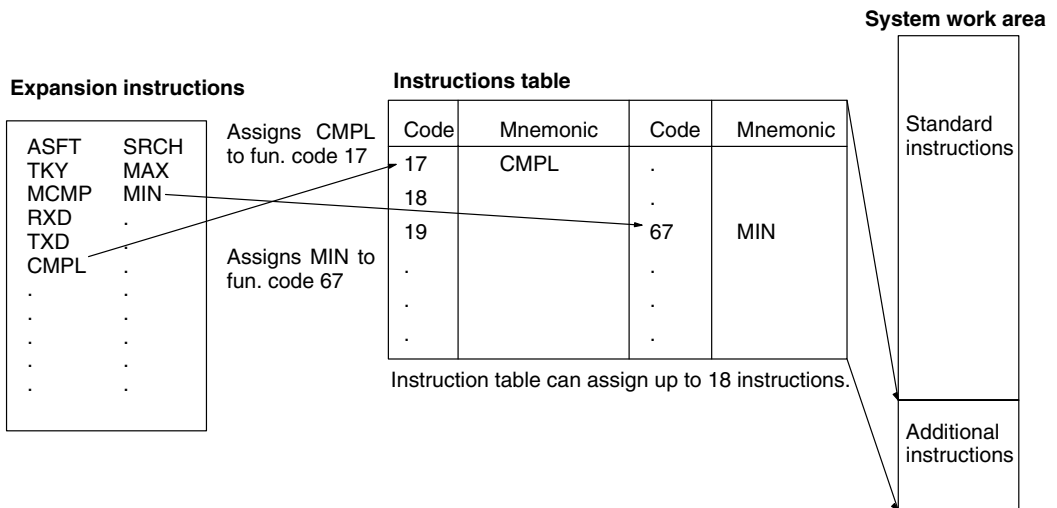 System work area
Expansion instructions
Instructions table
ASFT SRCH
TKY MAX
MCMP MIN
RXD .
TXD .
CMPL .
. .
. .
. .
. .
. .
Assigns CMPL
to fun. code 17
Assigns MIN to
fun. code 67
Code Mnemonic Code Mnemonic
17 CMPL .
18 .
19 67 MIN
. .
. .
. .
Instruction table can assign up to 18 instructions.
Standard
instructions
Additional
instructions